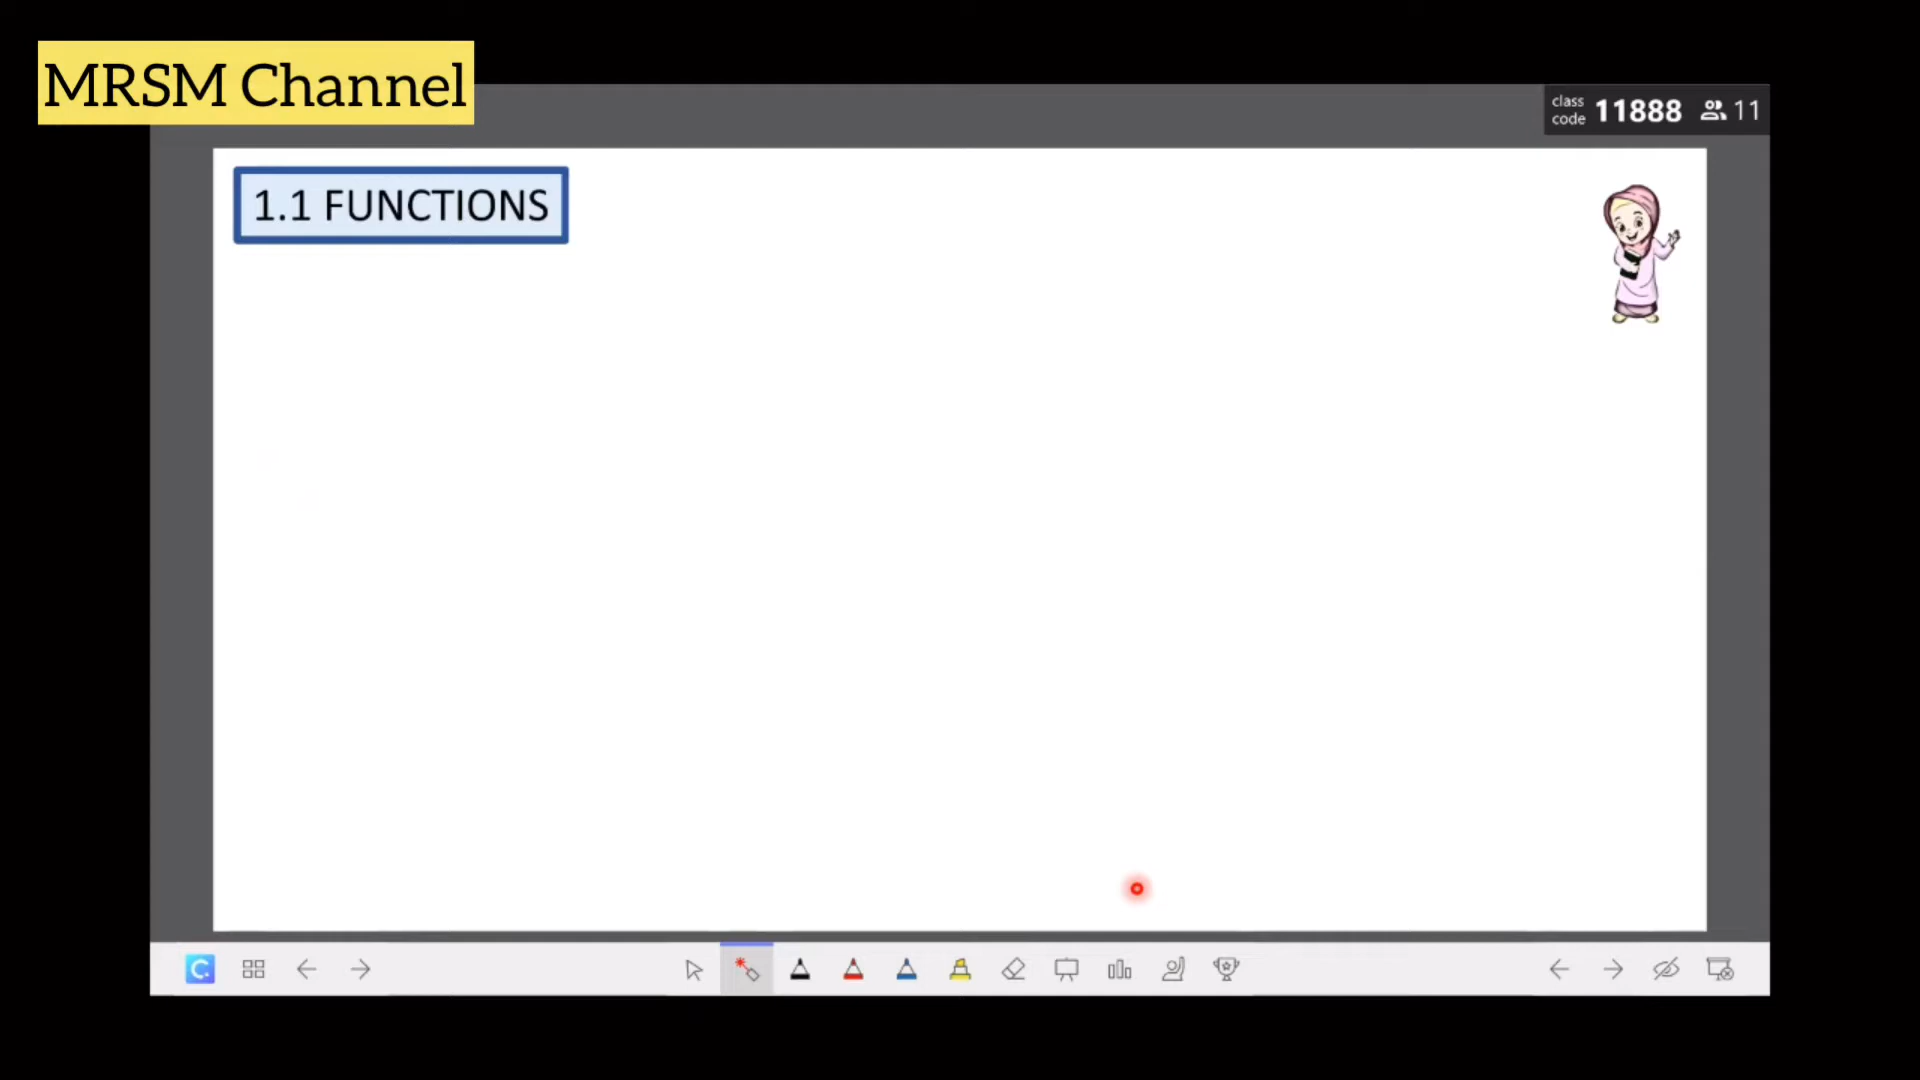 MRSM Channel
class code 11888 11
1.1 FUNCTIONS
C.